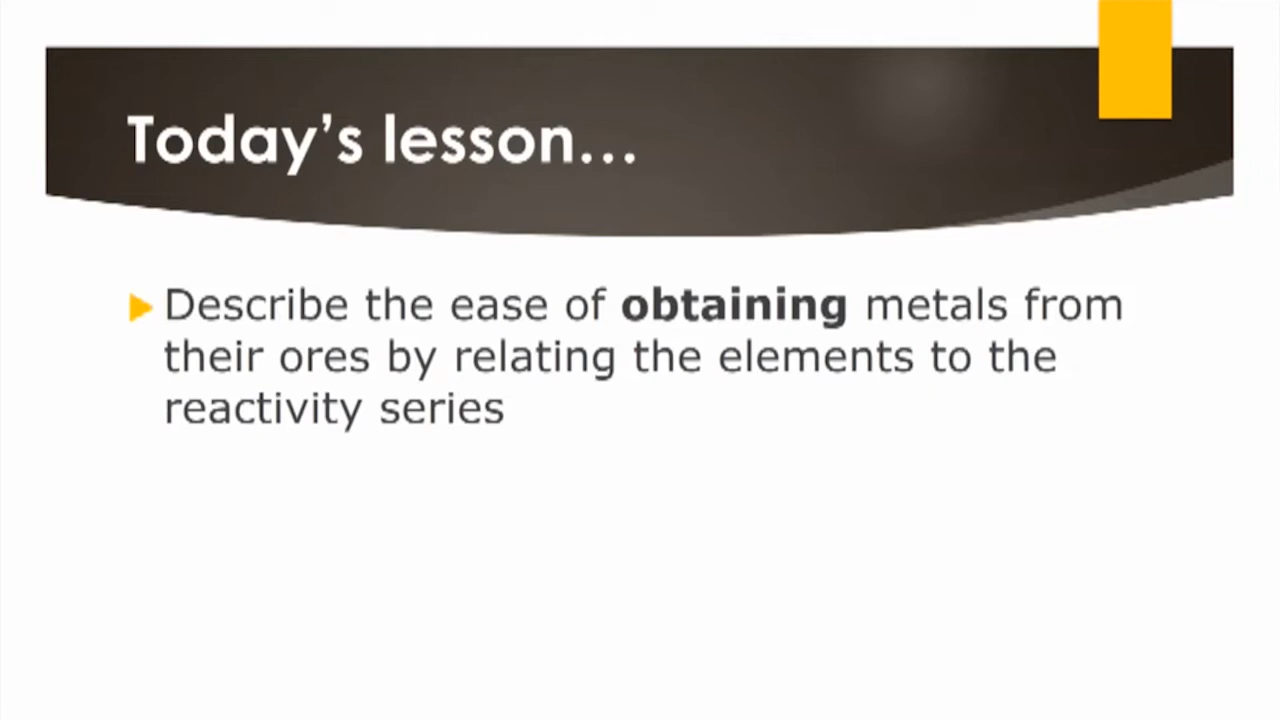 Today’s lesson…
Describe the ease of obtaining metals from
their ores by relating the elements to the
reactivity series